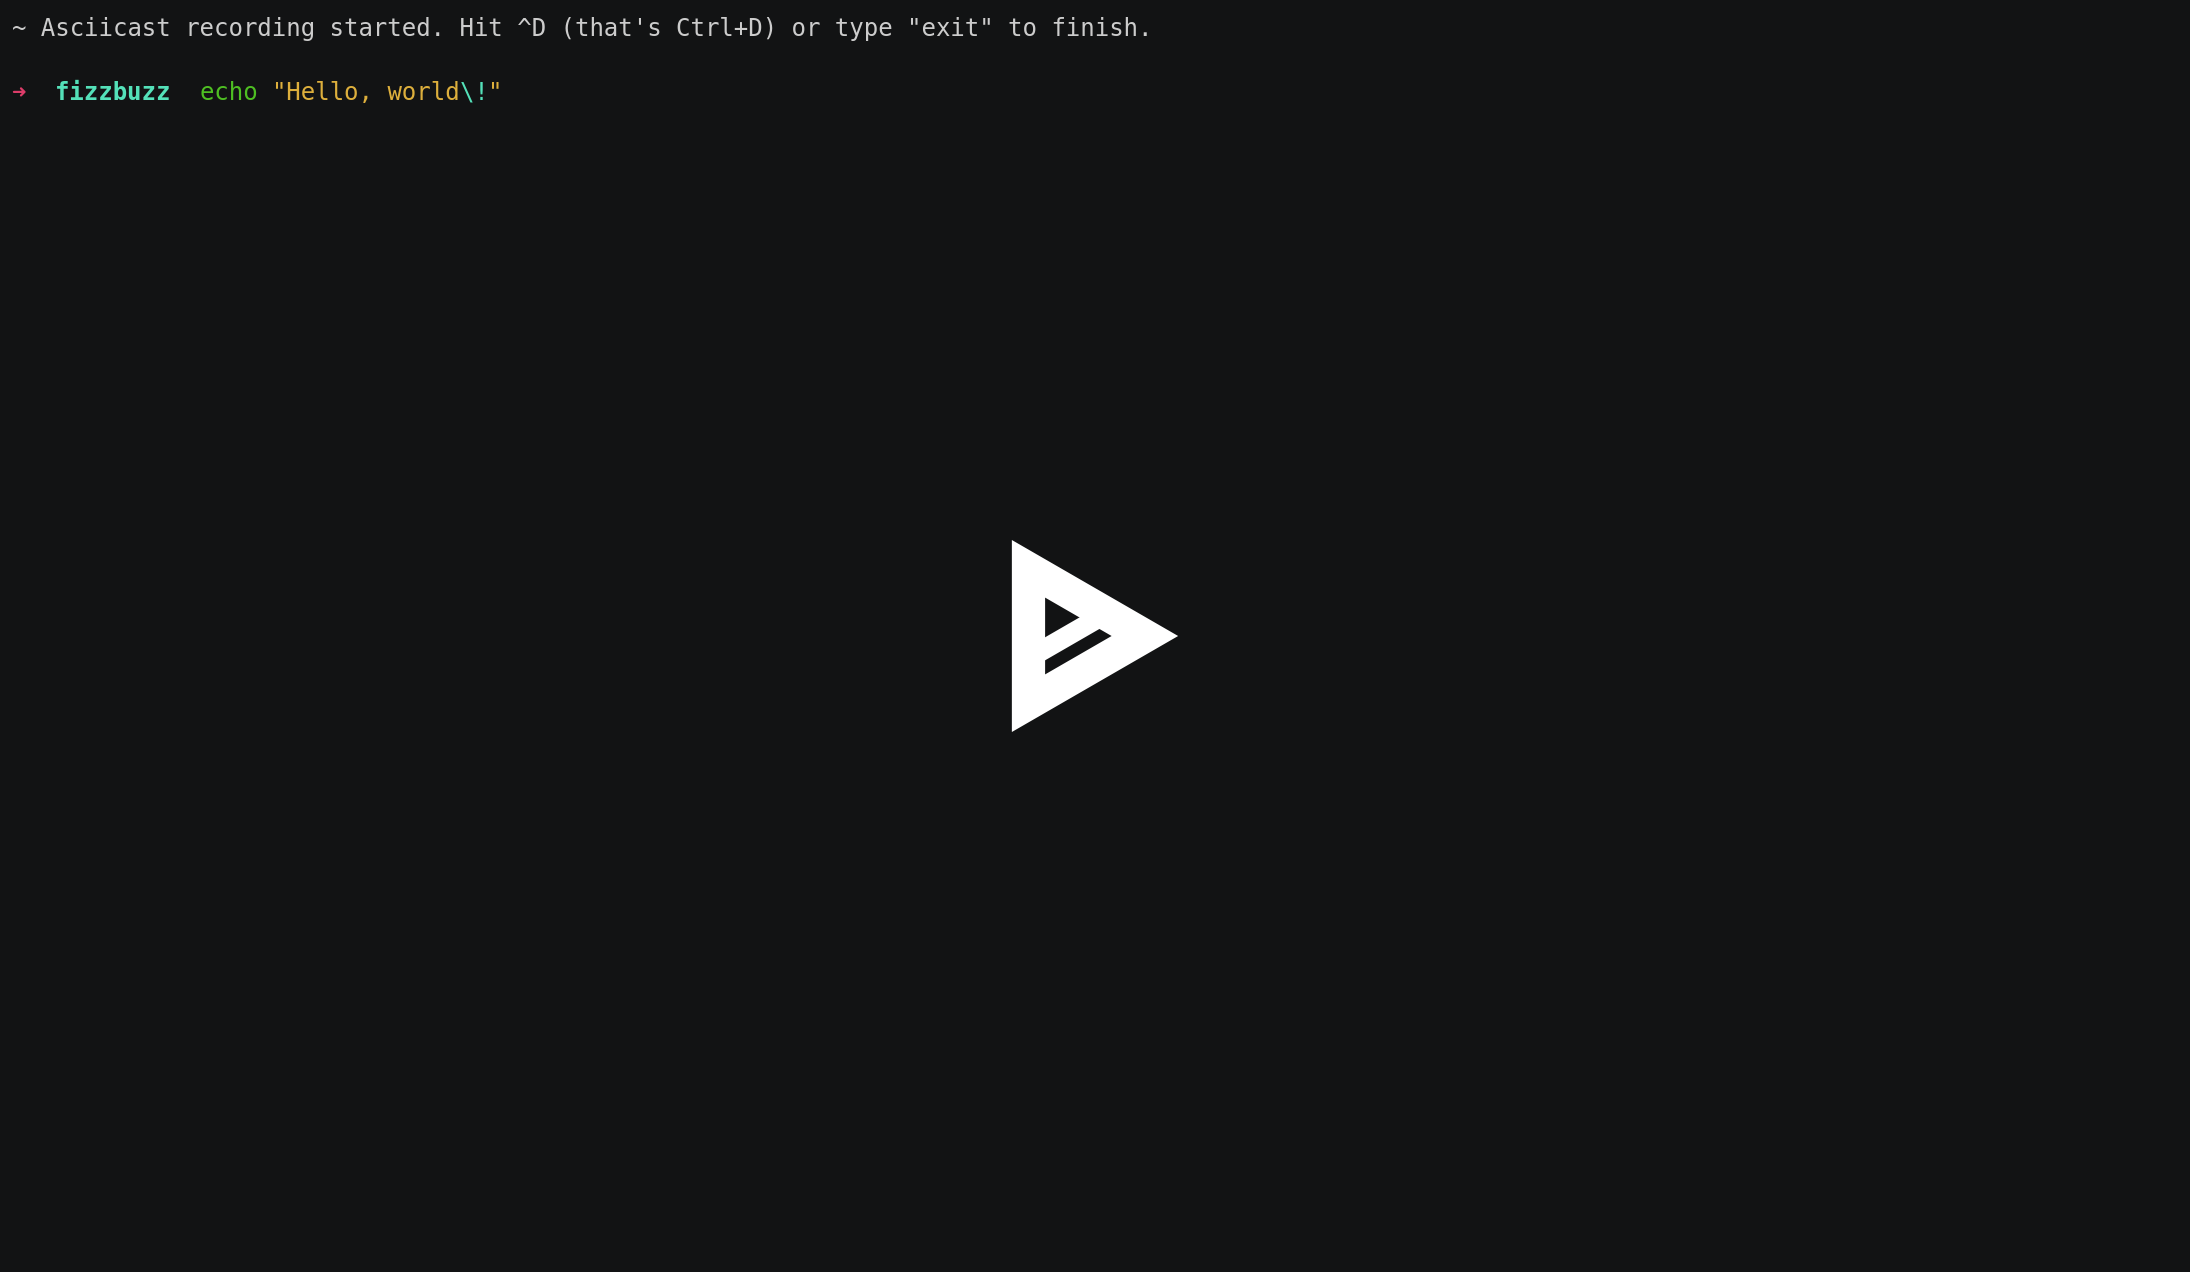 ~ Asciicast recording started. Hit ^D (that's Ctrl+D) or type "exit" to finish.
➜  fizzbuzz  echo "Hello, world\!"